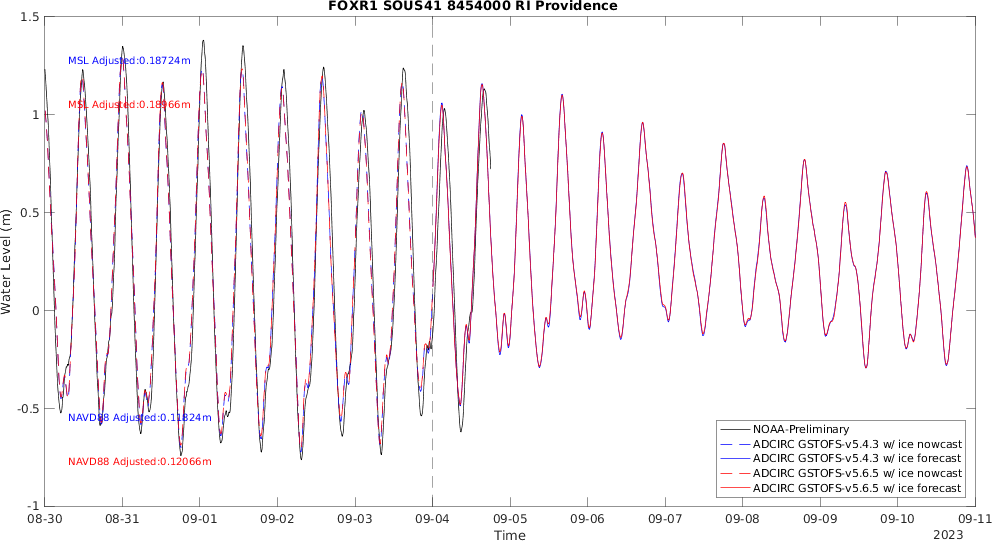 FOXR1 SOUS41 8454000 RI Providence
1.5
1
0.5
0
-0.5
-1
Water Level (m)
MSL Adjusted:0.18724m
MSL Adjusted:0.18966m
NAVD88 Adjusted:0.11824m
NAVD88 Adjusted:0.12066m
NOAA-Preliminary
ADCIRC GSTOFS-v5.4.3 w/ ice nowcast
ADCIRC GSTOFS-v5.4.3 w/ ice forecast
ADCIRC GSTOFS-v5.6.5 w/ ice nowcast
ADCIRC GSTOFS-v5.6.5 w/ ice forecast
08-30 08-31 09-01 09-02 09-03 09-04 09-05 09-06 09-07 09-08 09-09 09-10 09-11
Time
2023